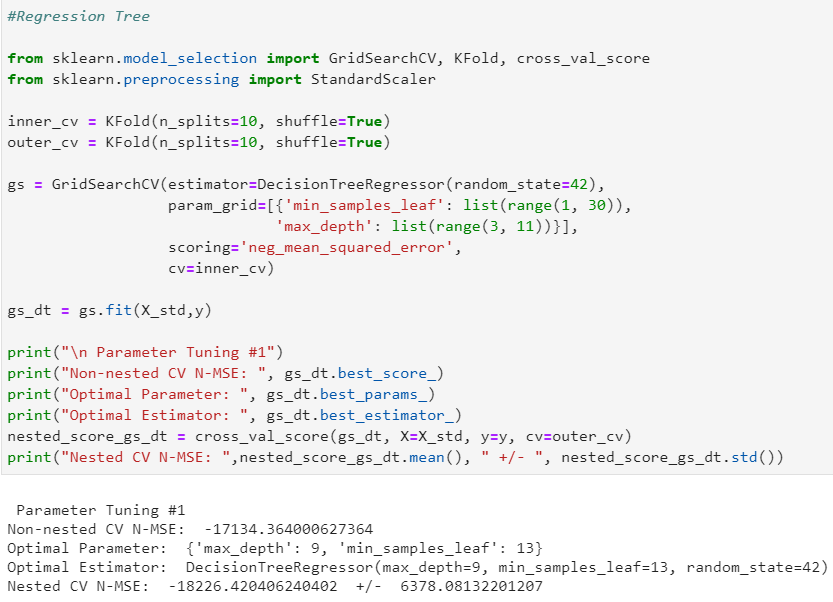 #Regression Tree
from sklearn.model_selection import GridSearchCV, KFold, cross_val_score
from sklearn.preprocessing import StandardScaler
inner_cv = KFold(n_splits=10, shuffle=True)
outer_cv = KFold(n_splits=10, shuffle=True)
gs = GridSearchCV(estimator=DecisionTreeRegressor(random_state=42),
param_grid=[{'min_samples_leaf': list(range(1, 30)),
'max_depth': list(range(3, 11))}],
scoring='neg_mean_squared_error',
cv=inner_cv)
gs_dt = gs.fit(X_std,y)
print("\n Parameter Tuning #1")
print("Non-nested CV N-MSE: ", gs_dt.best_score_)
print("Optimal Parameter: ", gs_dt.best_params_)
print("Optimal Estimator: ", gs_dt.best_estimator_)
nested_score_gs_dt = cross_val_score(gs_dt, X=X_std, y=y, cv=outer_cv)
print("Nested CV N-MSE: ",nested_score_gs_dt.mean(), " +/- ", nested_score_gs_dt.std())
Parameter Tuning #1
Non-nested CV N-MSE:  -17134.364000627364
Optimal Parameter:  {'max_depth': 9, 'min_samples_leaf': 13}
Optimal Estimator:  DecisionTreeRegressor(max_depth=9, min_samples_leaf=13, random_state=42)
Nested CV N-MSE:  -18226.420406240402  +/-  6378.08132201207